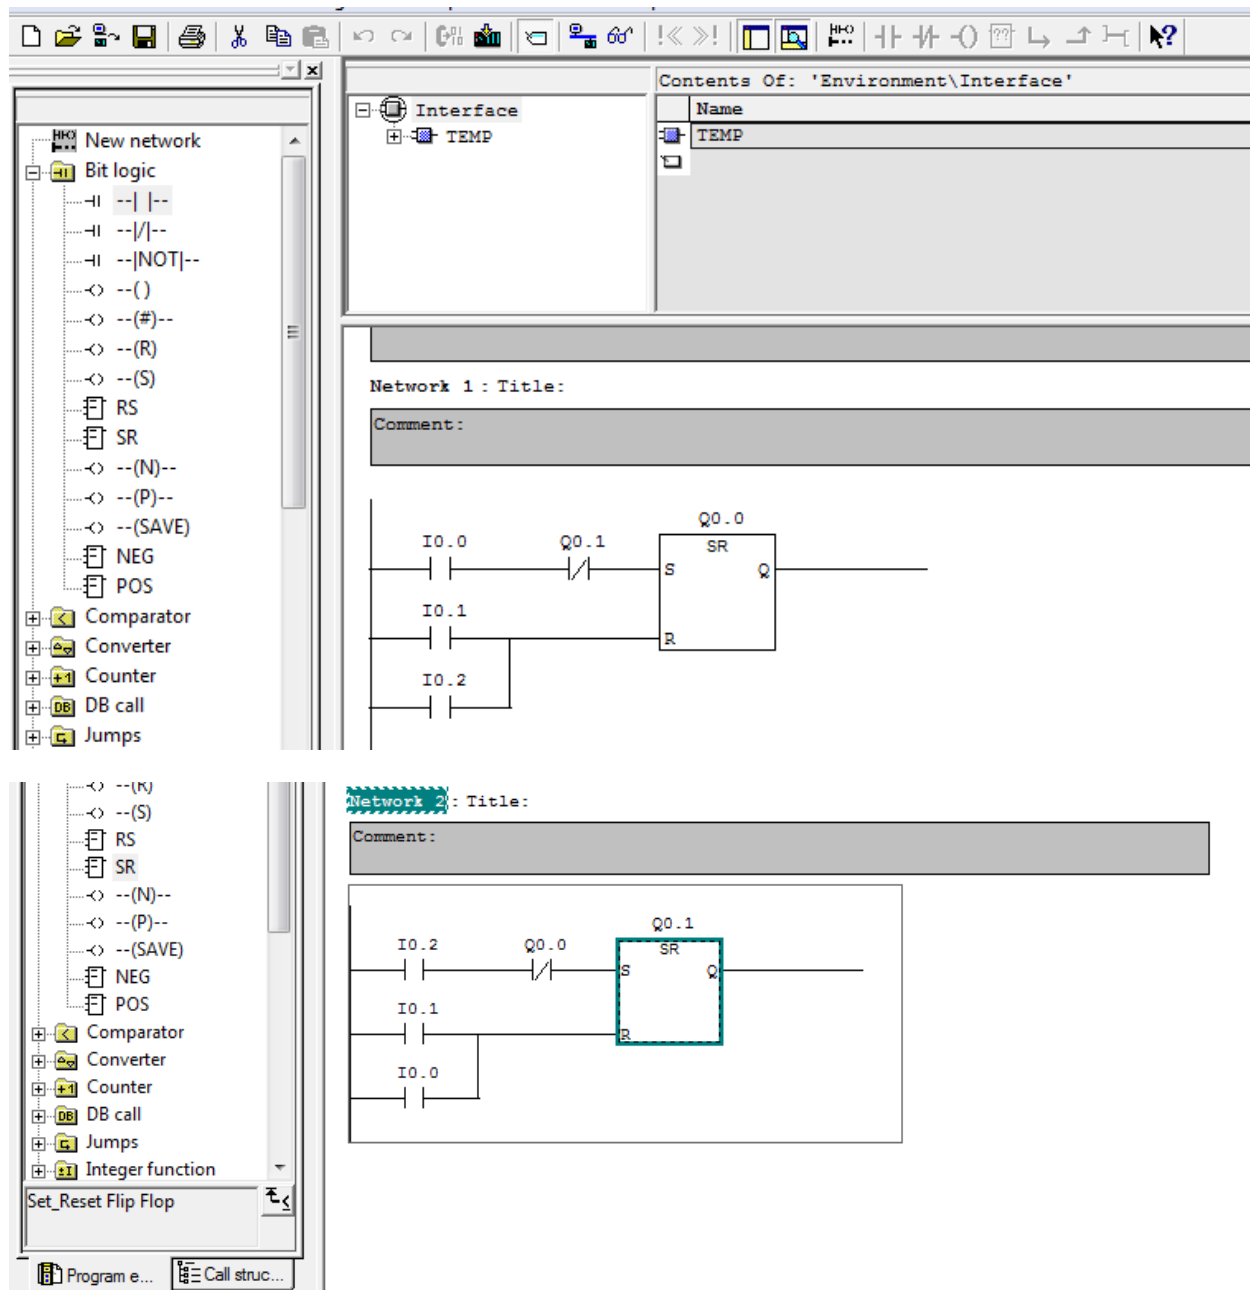 Contents Of: 'Environment\Interface'
Interface
Name
TEMP
TEMP
New network
Bit logic
--| |--
--|/|--
--|NOT|--
--( )
--(#)--
--(R)
--(S)
RS
SR
--(N)--
--(P)--
--(SAVE)
NEG
POS
Comparator
Converter
Counter
DB call
Jumps
Network 1 : Title:
Comment:
Q0.0
I0.0 Q0.1 SR
S Q
I0.1
R
I0.2
--(R)
--(S)
RS
SR
--(N)--
--(P)--
--(SAVE)
NEG
POS
Comparator
Converter
Counter
DB call
Jumps
Integer function
Set_Reset Flip Flop
Program e...
Call struc...
Network 2 : Title:
Comment:
Q0.1
I0.2 Q0.0 SR
S Q
I0.1
R
I0.0